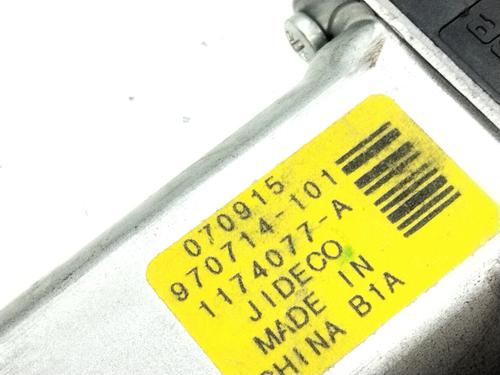 070915
970714-101
1174077-A
JIDECO
MADE IN
CHINA B1A